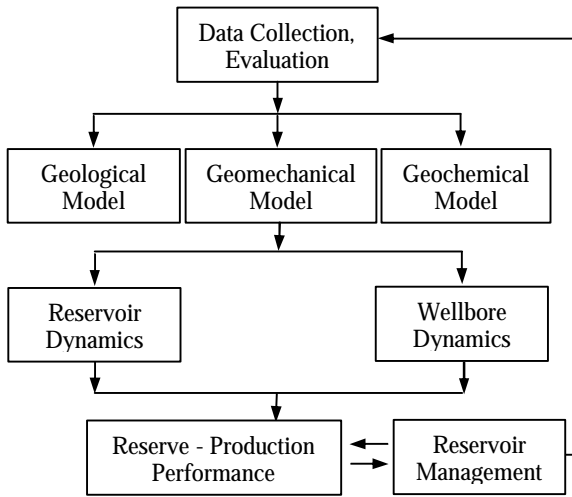 Data Collection,
Evaluation
Geological
Model
Geomechanical
Model
Geochemical
Model
Reservoir
Dynamics
Wellbore
Dynamics
Reserve - Production
Performance
Reservoir
Management